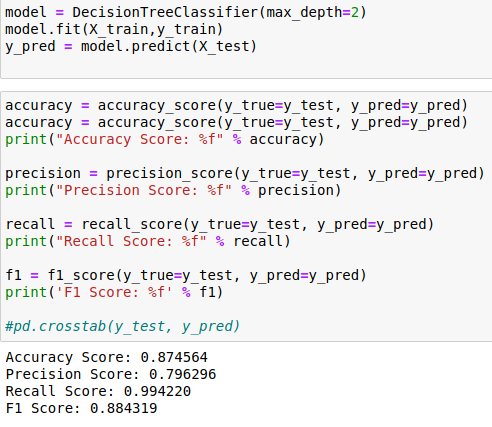 model = DecisionTreeClassifier(max_depth=2)
model.fit(X_train,y_train)
y_pred = model.predict(X_test)
accuracy = accuracy_score(y_true=y_test, y_pred=y_pred)
accuracy = accuracy_score(y_true=y_test, y_pred=y_pred)
print("Accuracy Score: %f" % accuracy)
precision = precision_score(y_true=y_test, y_pred=y_pred)
print("Precision Score: %f" % precision)
recall = recall_score(y_true=y_test, y_pred=y_pred)
print("Recall Score: %f" % recall)
f1 = f1_score(y_true=y_test, y_pred=y_pred)
print('F1 Score: %f' % f1)
#pd.crosstab(y_test, y_pred)
Accuracy Score: 0.874564
Precision Score: 0.796296
Recall Score: 0.994220
F1 Score: 0.884319